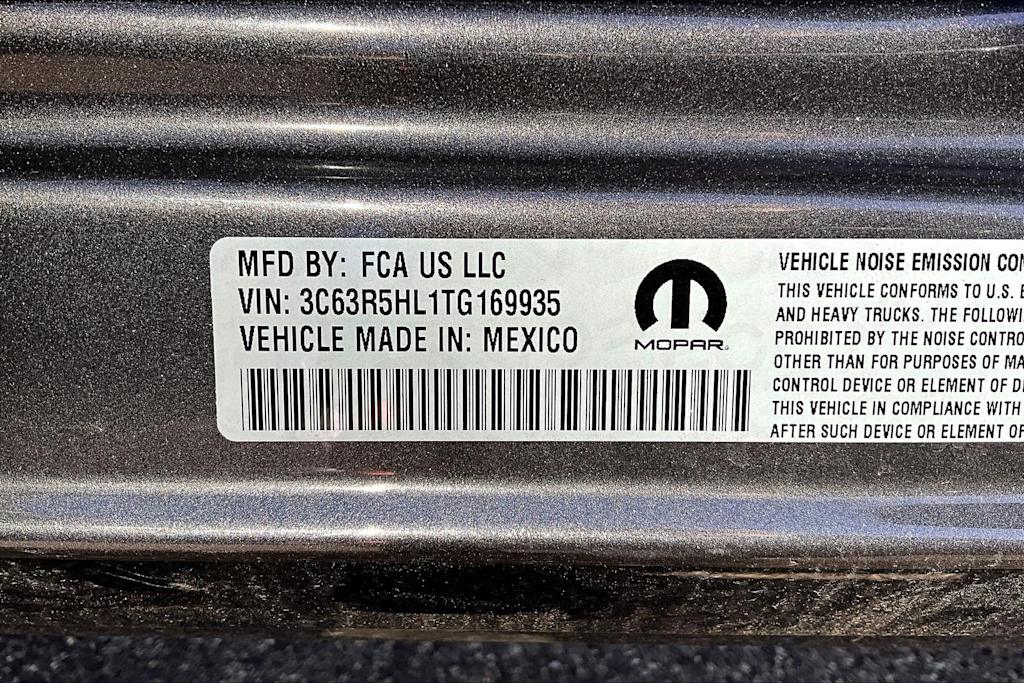 MFD BY: FCA US LLC
VIN: 3C63R5HL1TG169935
VEHICLE MADE IN: MEXICO
MOPAR®
VEHICLE NOISE EMISSION
THIS VEHICLE CONFORMS TO U.S.
AND HEAVY TRUCKS. THE
PROHIBITED BY THE NOISE
OTHER THAN FOR PURPOSES OF
CONTROL DEVICE OR ELEMENT OF
THIS VEHICLE IN COMPLIANCE WITH
AFTER SUCH DEVICE OR ELEMENT